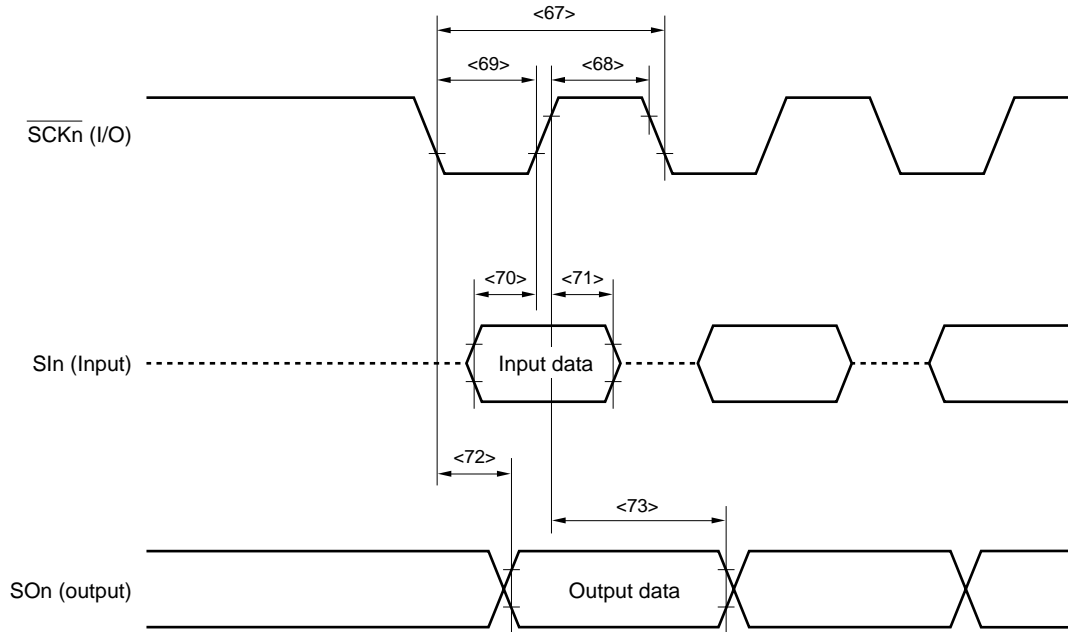 <67>
<69>
<68>
SCKn (I/O)
<70>
<71>
SIn (Input)
Input data
<72>
<73>
SOn (output)
Output data